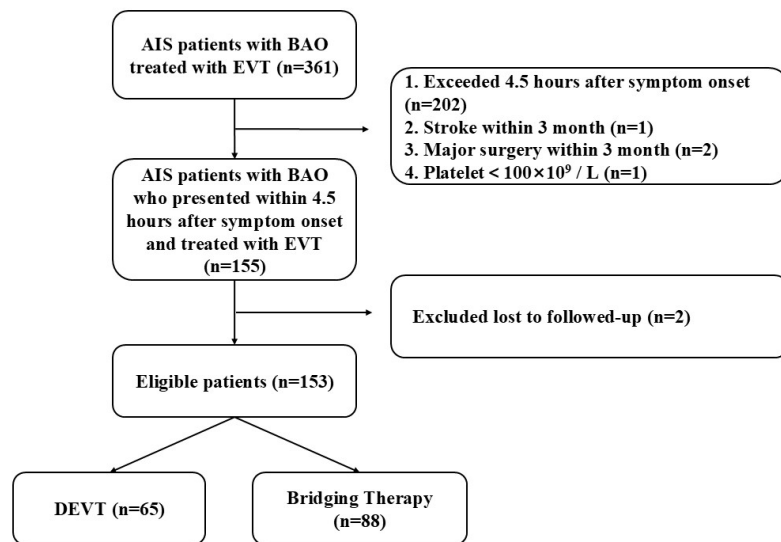 AIS patients with BAO
treated with EVT (n=361)
1. Exceeded 4.5 hours after symptom onset
(n=202)
2. Stroke within 3 month (n=1)
3. Major surgery within 3 month (n=2)
4. Platelet < 100×10⁹ / L (n=1)
AIS patients with BAO
who presented within 4.5
hours after symptom onset
and treated with EVT
(n=155)
Excluded lost to followed-up (n=2)
Eligible patients (n=153)
DEVT (n=65)
Bridging Therapy
(n=88)